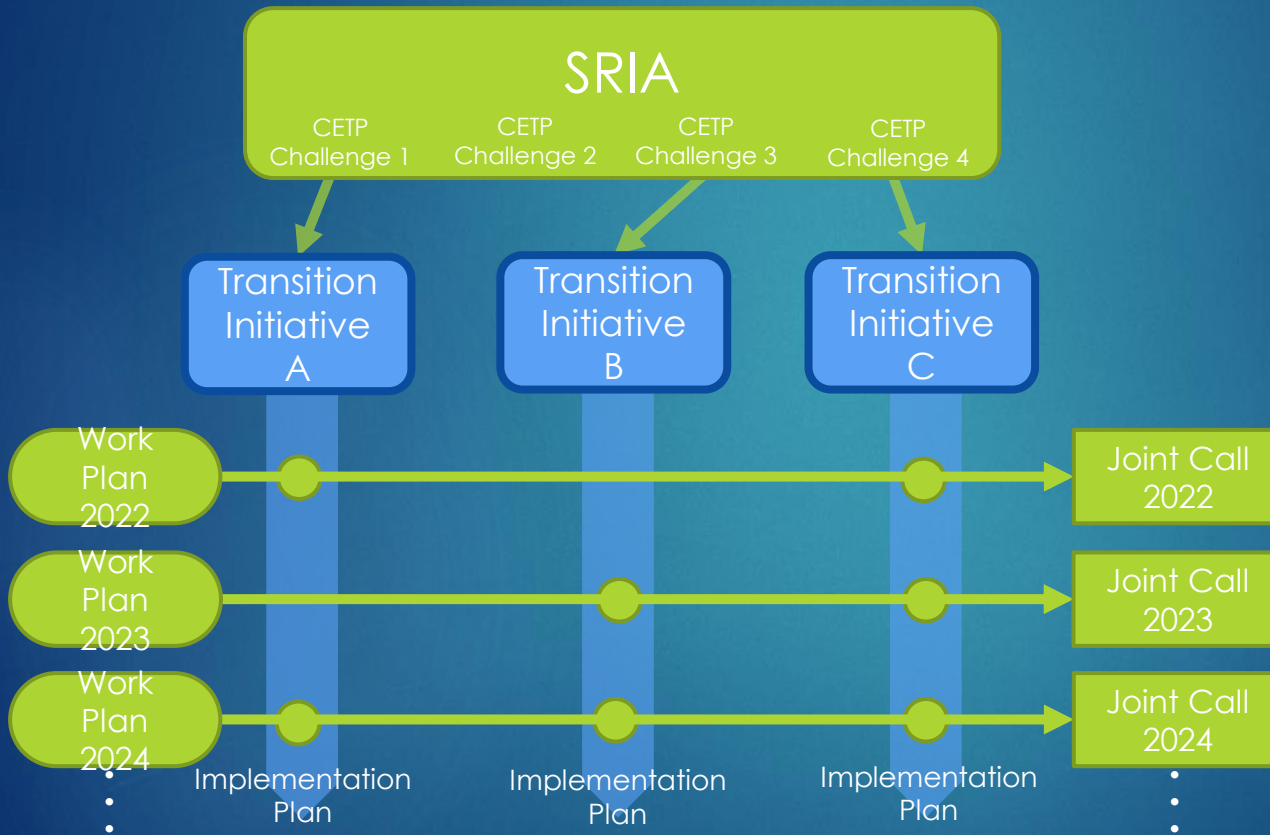 SRIA
CETP
Challenge 1
CETP
Challenge 2
CETP
Challenge 3
CETP
Challenge 4
Transition
Initiative
A
Transition
Initiative
B
Transition
Initiative
C
Work
Plan
2022
Joint Call
2022
Work
Plan
2023
Joint Call
2023
Work
Plan
2024
Joint Call
2024
Implementation
Plan
Implementation
Plan
Implementation
Plan